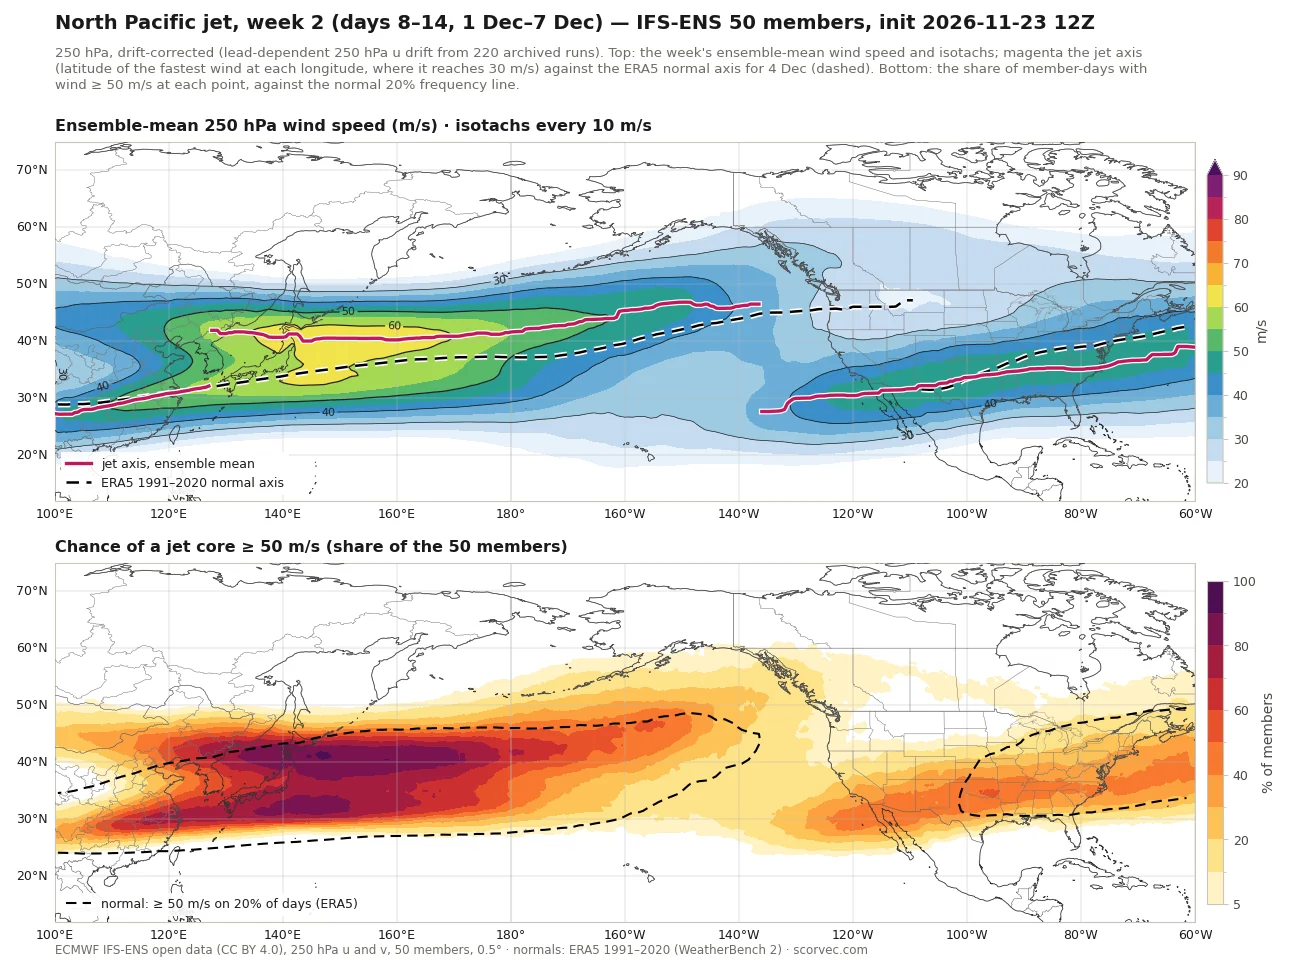 North Pacific jet, week 2 (days 8–14, 1 Dec–7 Dec) — IFS-ENS 50 members, init 2026-11-23 12Z
250 hPa, drift-corrected (lead-dependent 250 hPa u drift from 220 archived runs). Top: the week's ensemble-mean wind speed and isotachs; magenta the jet axis
(latitude of the fastest wind at each longitude, where it reaches 30 m/s) against the ERA5 normal axis for 4 Dec (dashed). Bottom: the share of member-days with
wind ≥ 50 m/s at each point, against the normal 20% frequency line.
Ensemble-mean 250 hPa wind speed (m/s) · isotachs every 10 m/s
70°N
60°N
50°N
40°N
30°N
20°N
30
50
60
30
40
40
40
30
jet axis, ensemble mean
ERA5 1991–2020 normal axis
100°E 120°E 140°E 160°E 180° 160°W 140°W 120°W 100°W 80°W 60°W
90
80
70
60
50
40
30
20
m/s
Chance of a jet core ≥ 50 m/s (share of the 50 members)
70°N
60°N
50°N
40°N
30°N
20°N
normal: ≥ 50 m/s on 20% of days (ERA5)
100°E 120°E 140°E 160°E 180° 160°W 140°W 120°W 100°W 80°W 60°W
100
80
60
40
20
5
% of members
ECMWF IFS-ENS open data (CC BY 4.0), 250 hPa u and v, 50 members, 0.5° · normals: ERA5 1991–2020 (WeatherBench 2) · scorvec.com